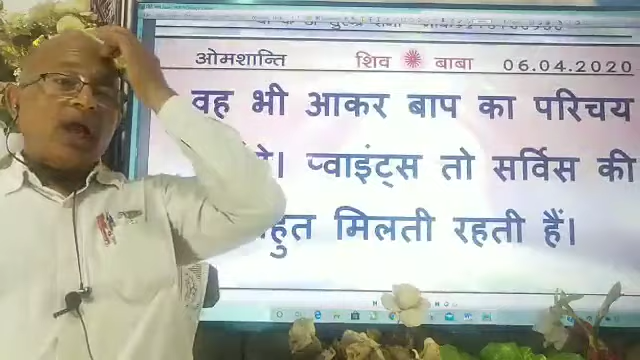 ओमशान्ति शिव बाबा 06.04.2020
वह भी आकर बाप का परिचय
प्वाइंट्स तो सर्विस की
मिलती रहती हैं।